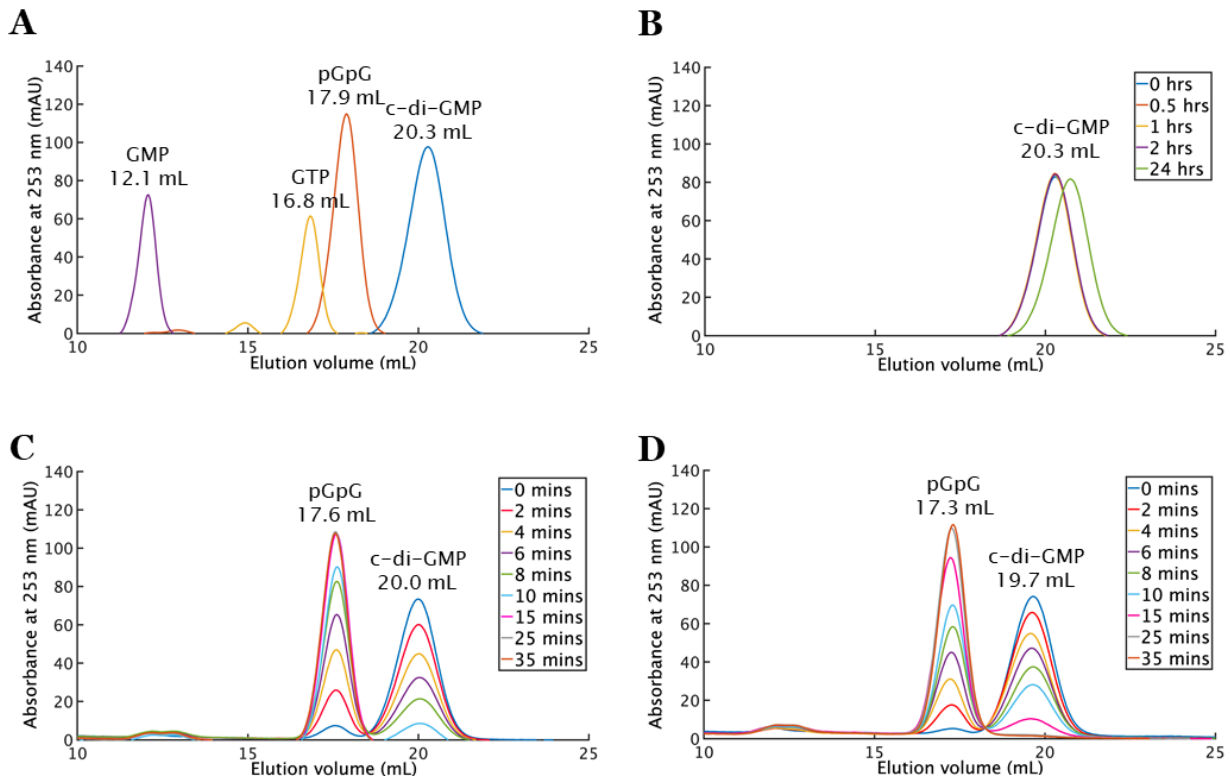 A
Absorbance at 253 nm (mAU)
140
120
100
80
60
40
20
0
pGpG
17.9 mL
c-di-GMP
20.3 mL
GMP
12.1 mL
GTP
16.8 mL
10
15
20
25
Elution volume (mL)
B
Absorbance at 253 nm (mAU)
140
120
100
80
60
40
20
0
c-di-GMP
20.3 mL
0 hrs
0.5 hrs
1 hrs
2 hrs
24 hrs
10
15
20
25
Elution volume (mL)
C
Absorbance at 253 nm (mAU)
140
120
100
80
60
40
20
0
pGpG
17.6 mL
c-di-GMP
20.0 mL
0 mins
2 mins
4 mins
6 mins
8 mins
10 mins
15 mins
25 mins
35 mins
10
15
20
25
Elution volume (mL)
D
Absorbance at 253 nm (mAU)
140
120
100
80
60
40
20
0
pGpG
17.3 mL
c-di-GMP
19.7 mL
0 mins
2 mins
4 mins
6 mins
8 mins
10 mins
15 mins
25 mins
35 mins
10
15
20
25
Elution volume (mL)